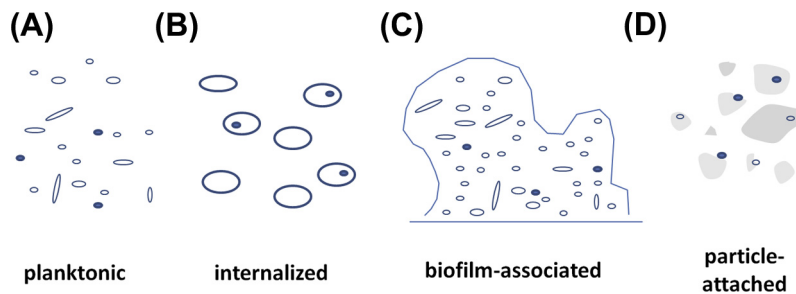 (A)
(B)
(C)
(D)
planktonic
internalized
biofilm-associated
particle-
attached